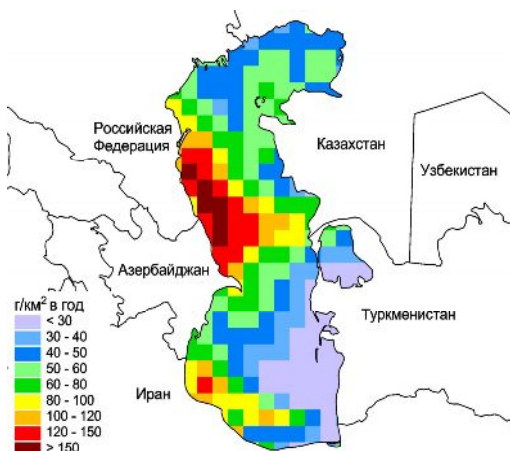 Российская
Федерация
Казахстан
Узбекистан
Азербайджан
Туркменистан
Иран
г/км² в год
< 30
30 - 40
40 - 50
50 - 60
60 - 80
80 - 100
100 - 120
120 - 150
> 150